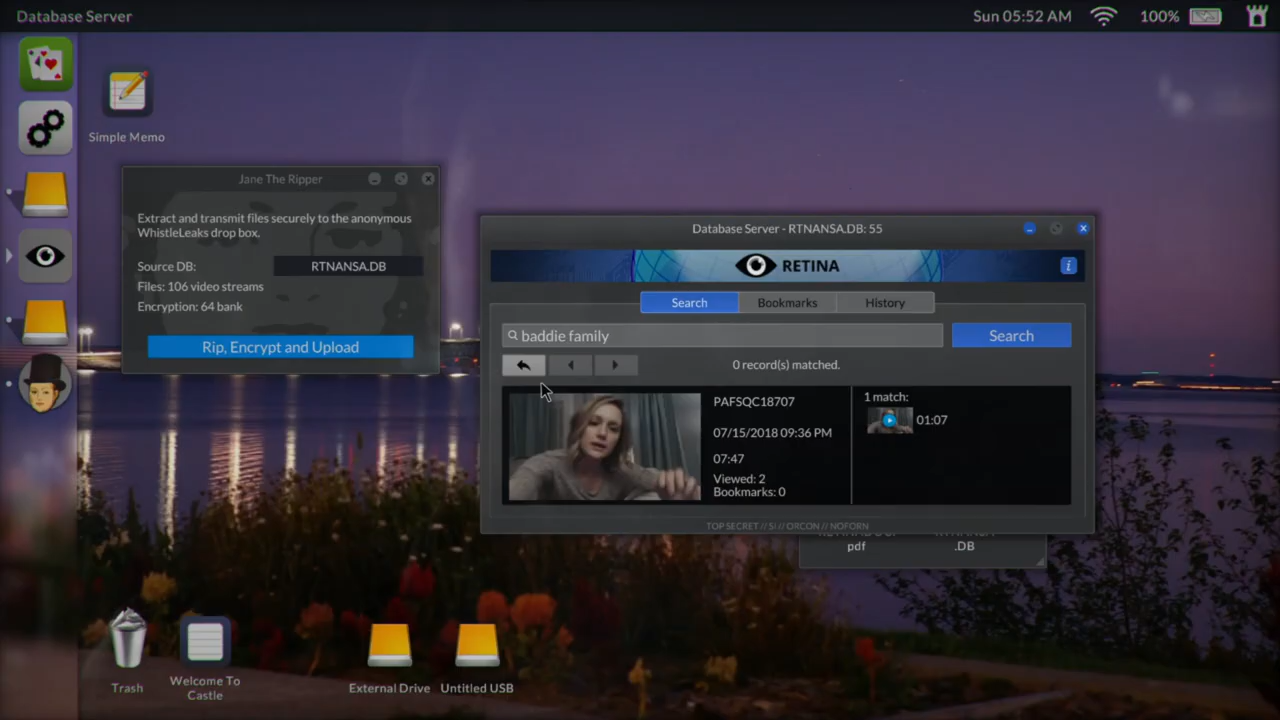 Database Server
Sun 05:52 AM
100%
Simple Memo
Jane The Ripper
Extract and transmit files securely to the anonymous
WhistleLeaks drop box.
Source DB:
RTNANSA.DB
Files: 106 video streams
Encryption: 64 bank
Rip, Encrypt and Upload
Database Server - RTNANSA.DB: 55
RETINA
i
Search
Bookmarks
History
baddie family
Search
0 record(s) matched.
PAFSQC18707
07/15/2018 09:36 PM
07:47
Viewed: 2
Bookmarks: 0
1 match:
01:07
TOP SECRET // SI // ORCON // NOFORN
pdf
.DB
Trash
Welcome To
Castle
External Drive
Untitled USB